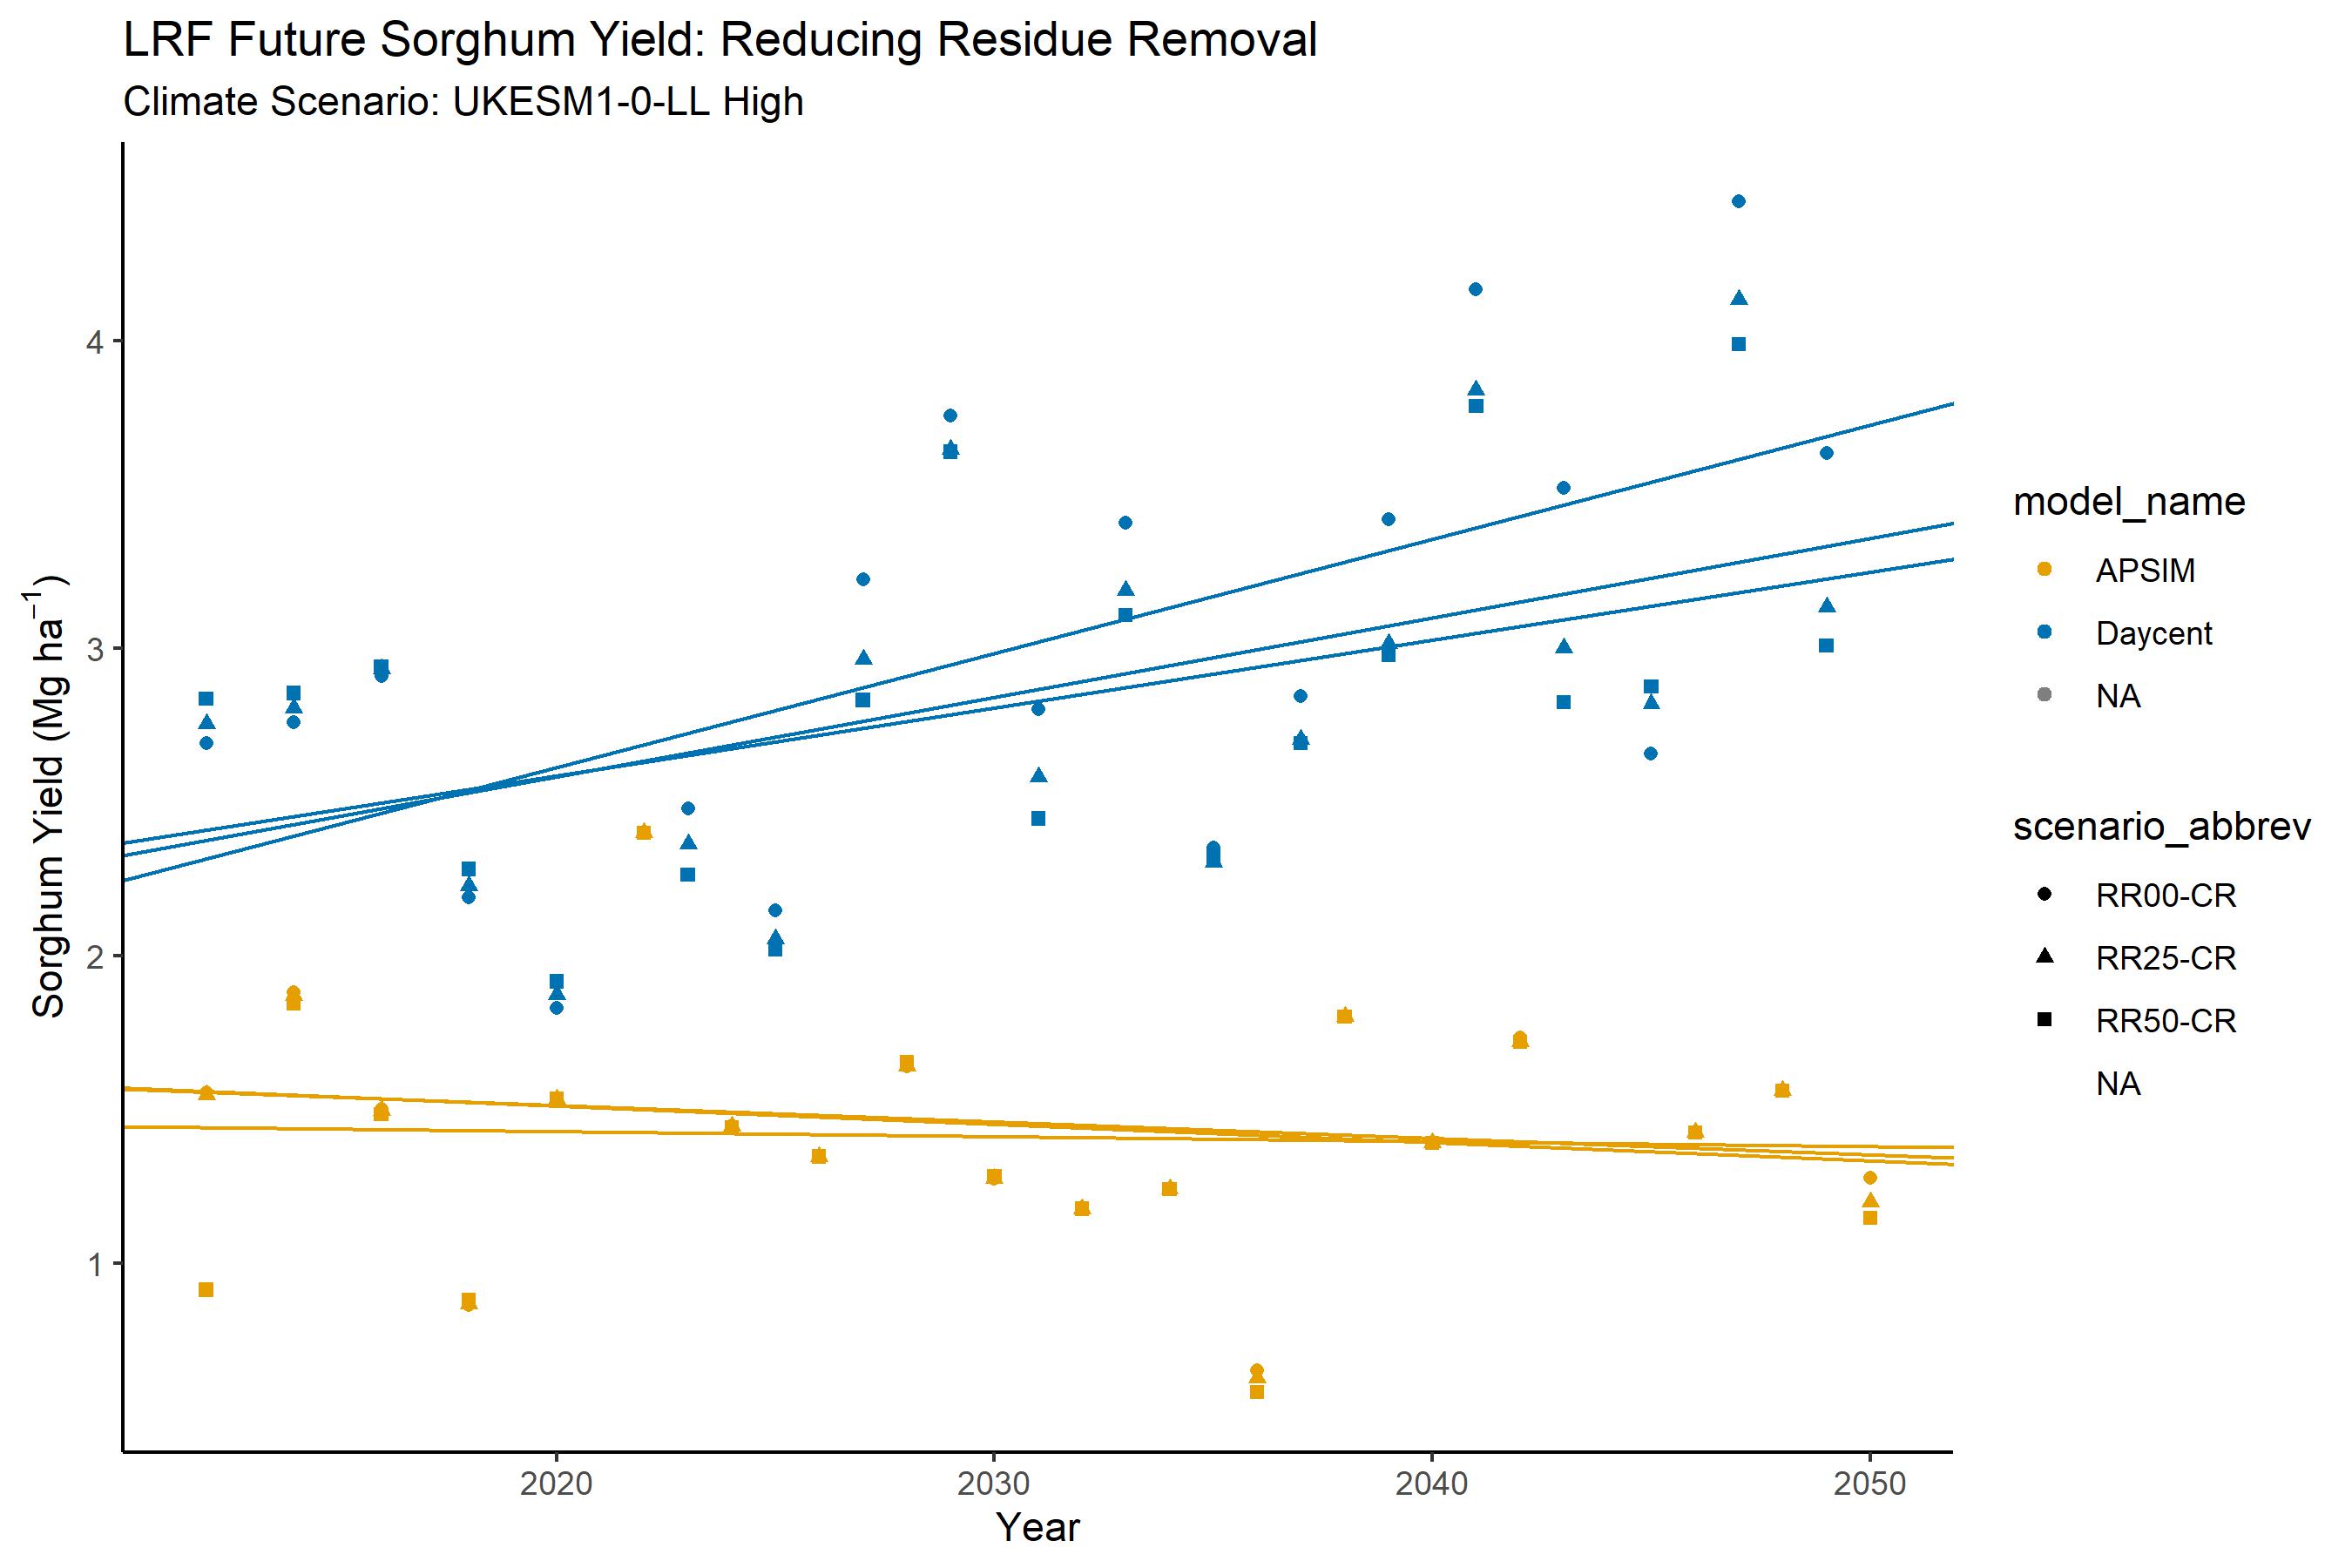 LRF Future Sorghum Yield: Reducing Residue Removal
Climate Scenario: UKESM1-0-LL High
Sorghum Yield (Mg ha⁻¹)
4
3
2
1
2020
2030
2040
2050
Year
model_name
APSIM
Daycent
NA
scenario_abbrev
RR00-CR
RR25-CR
RR50-CR
NA